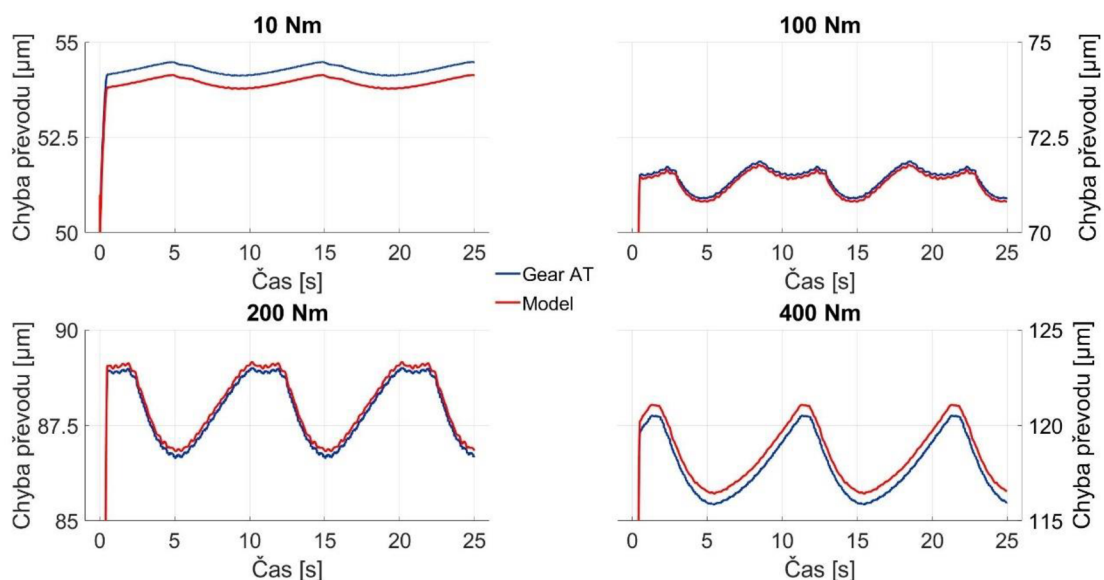 10 Nm
Chyba převodu [µm]
55
52.5
50
0 5 10 15 20 25
Čas [s]
100 Nm
75
72.5
70
Chyba převodu [µm]
0 5 10 15 20 25
Čas [s]
Gear AT
Model
200 Nm
Chyba převodu [µm]
90
87.5
85
0 5 10 15 20 25
Čas [s]
400 Nm
125
120
115
Chyba převodu [µm]
0 5 10 15 20 25
Čas [s]